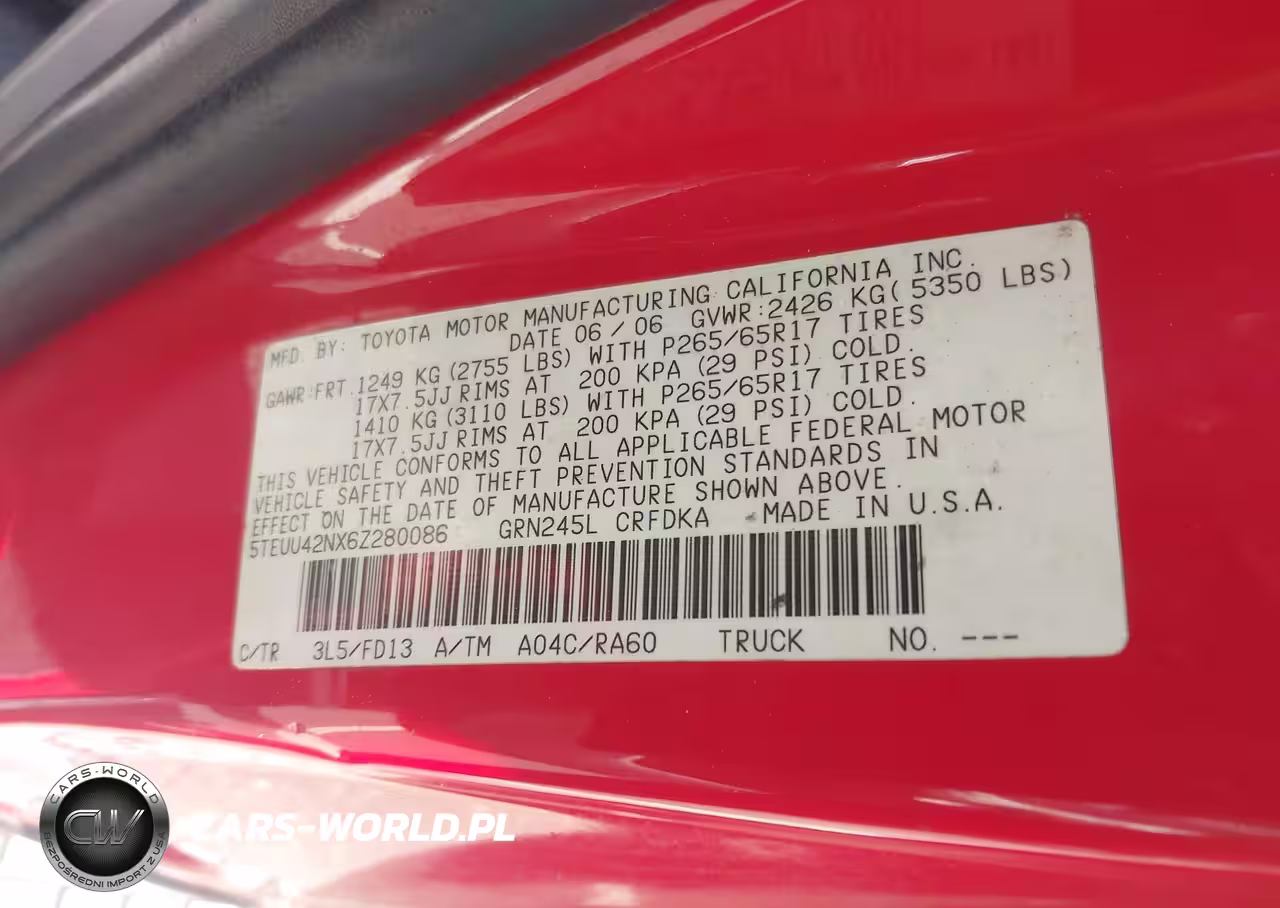 MFD. BY: TOYOTA MOTOR MANUFACTURING CALIFORNIA INC.
DATE 06/06 GVWR:2426 KG( 5350 LBS)
GAWR:FRT.1249 KG(2755 LBS) WITH P265/65R17 TIRES
17X7.5JJ RIMS AT 200 KPA (29 PSI) COLD.
1410 KG(3110 LBS) WITH P265/65R17 TIRES
17X7.5JJ RIMS AT 200 KPA (29 PSI) COLD.
THIS VEHICLE CONFORMS TO ALL APPLICABLE FEDERAL MOTOR
VEHICLE SAFETY AND THEFT PREVENTION STANDARDS IN
EFFECT ON THE DATE OF MANUFACTURE SHOWN ABOVE.
5TEUU42NX6Z280086 GRN245L CRFDKA MADE IN U.S.A.
C/TR 3L5/FD13 A/TM A04C/RA60 TRUCK NO. ---
CARS-WORLD
CW
BEZPOŚREDNI IMPORT Z USA
CARS-WORLD.PL